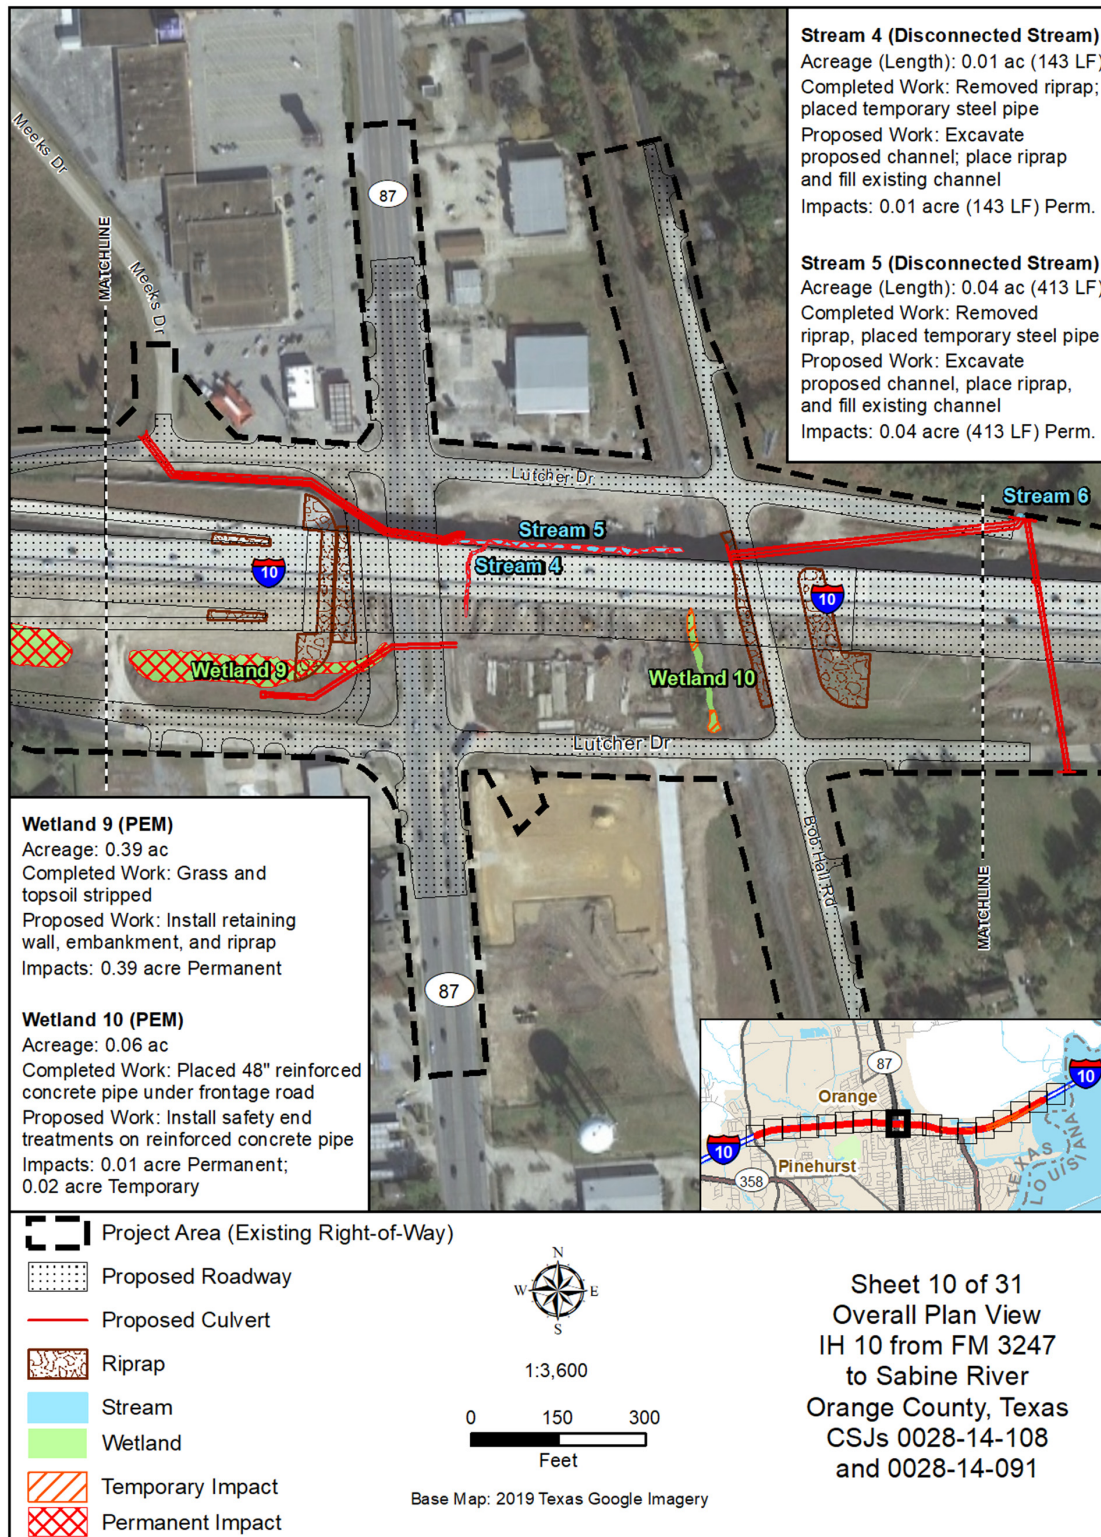 Stream 4 (Disconnected Stream)
Acreage (Length): 0.01 ac (143 LF)
Completed Work: Removed riprap;
placed temporary steel pipe
Proposed Work: Excavate
proposed channel; place riprap
and fill existing channel
Impacts: 0.01 acre (143 LF) Perm.
Stream 5 (Disconnected Stream)
Acreage (Length): 0.04 ac (413 LF)
Completed Work: Removed
riprap, placed temporary steel pipe
Proposed Work: Excavate
proposed channel, place riprap,
and fill existing channel
Impacts: 0.04 acre (413 LF) Perm.
Meeks Dr
MATCHLINE
Meeks Dr
87
Lutcher Dr
Stream 6
Stream 5
Stream 4
10
10
Wetland 9
Wetland 10
Lutcher Dr
Bob Hall Rd
MATCHLINE
87
Wetland 9 (PEM)
Acreage: 0.39 ac
Completed Work: Grass and
topsoil stripped
Proposed Work: Install retaining
wall, embankment, and riprap
Impacts: 0.39 acre Permanent
Wetland 10 (PEM)
Acreage: 0.06 ac
Completed Work: Placed 48" reinforced
concrete pipe under frontage road
Proposed Work: Install safety end
treatments on reinforced concrete pipe
Impacts: 0.01 acre Permanent;
0.02 acre Temporary
87
10
Orange
10
Pinehurst
358
TEXAS
LOUISIANA
Project Area (Existing Right-of-Way)
Proposed Roadway
Proposed Culvert
Riprap
Stream
Wetland
Temporary Impact
Permanent Impact
N
W
E
S
1:3,600
0 150 300
Feet
Base Map: 2019 Texas Google Imagery
Sheet 10 of 31
Overall Plan View
IH 10 from FM 3247
to Sabine River
Orange County, Texas
CSJs 0028-14-108
and 0028-14-091